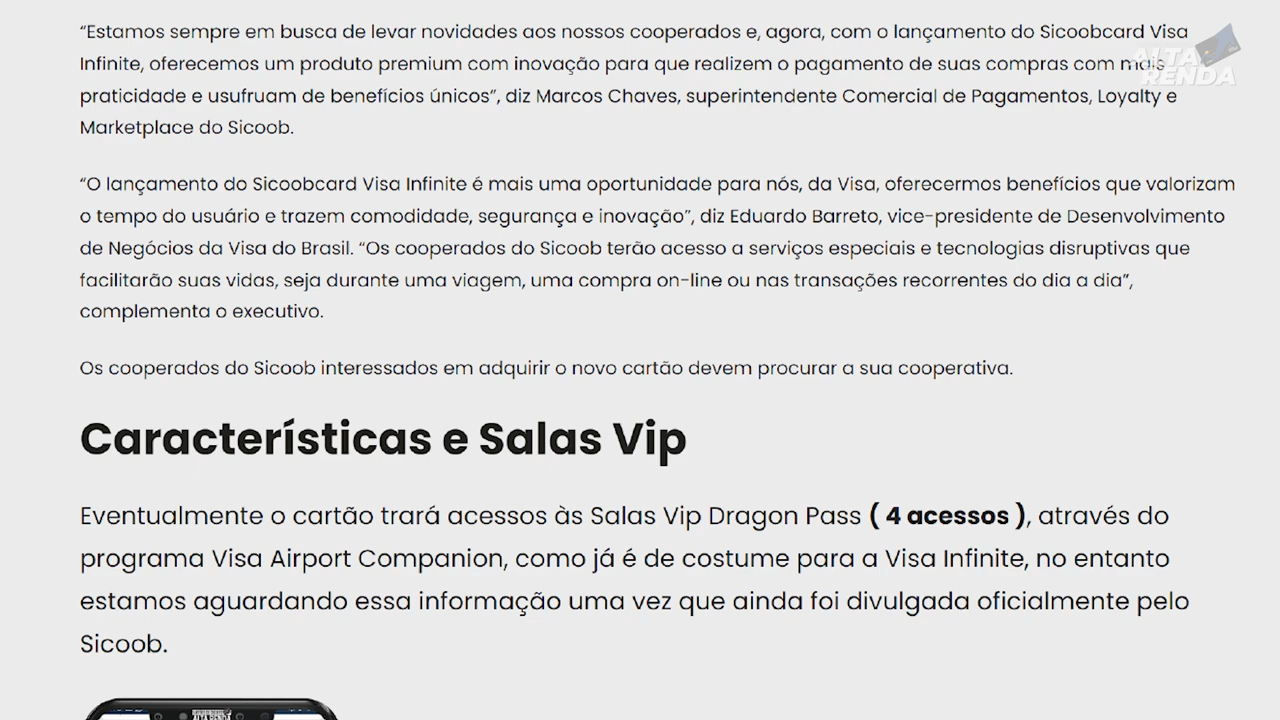 “Estamos sempre em busca de levar novidades aos nossos cooperados e, agora, com o lançamento do Sicoobcard Visa
Infinite, oferecemos um produto premium com inovação para que realizem o pagamento de suas compras com mais
praticidade e usufruam de benefícios únicos”, diz Marcos Chaves, superintendente Comercial de Pagamentos, Loyalty e
Marketplace do Sicoob.
ALTA
RENDA
“O lançamento do Sicoobcard Visa Infinite é mais uma oportunidade para nós, da Visa, oferecermos benefícios que valorizam
o tempo do usuário e trazem comodidade, segurança e inovação”, diz Eduardo Barreto, vice-presidente de Desenvolvimento
de Negócios da Visa do Brasil. “Os cooperados do Sicoob terão acesso a serviços especiais e tecnologias disruptivas que
facilitarão suas vidas, seja durante uma viagem, uma compra on-line ou nas transações recorrentes do dia a dia”,
complementa o executivo.
Os cooperados do Sicoob interessados em adquirir o novo cartão devem procurar a sua cooperativa.
Características e Salas Vip
Eventualmente o cartão trará acessos às Salas Vip Dragon Pass ( 4 acessos ), através do
programa Visa Airport Companion, como já é de costume para a Visa Infinite, no entanto
estamos aguardando essa informação uma vez que ainda foi divulgada oficialmente pelo
Sicoob.
ALTA RENDA